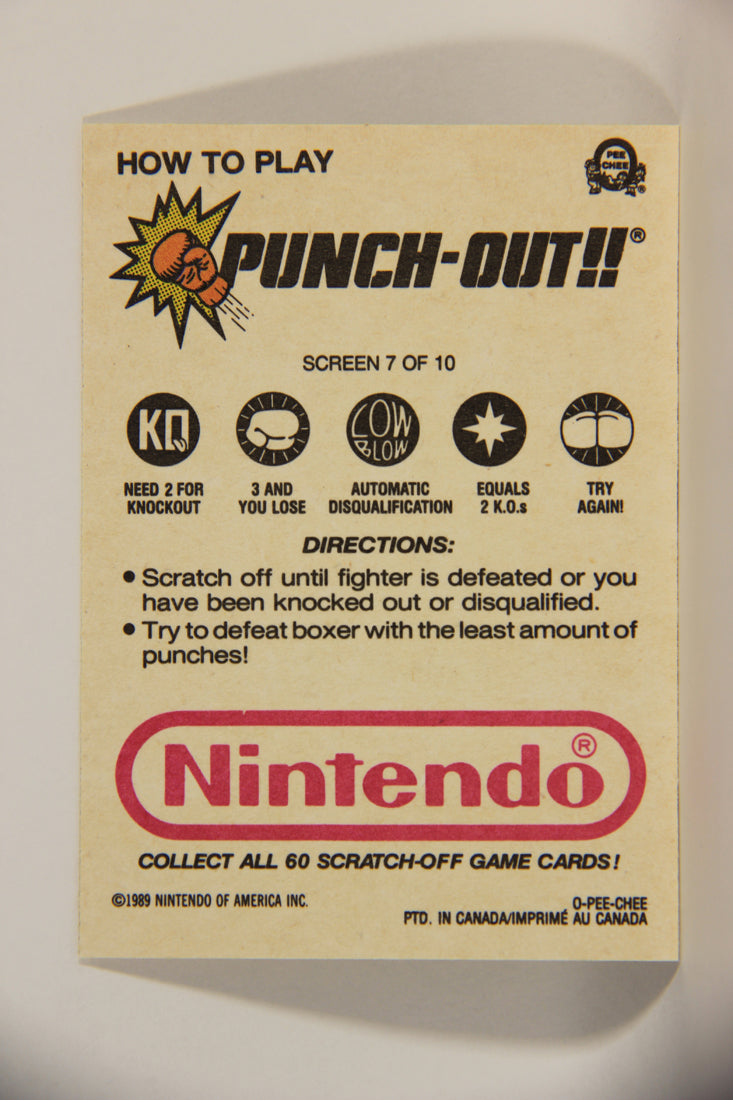 HOW TO PLAY
PEE
CHEE
®
PUNCH-OUT!!®
SCREEN 7 OF 10
KO
LOW
BLOW
NEED 2 FOR
KNOCKOUT
3 AND
YOU LOSE
AUTOMATIC
DISQUALIFICATION
EQUALS
2 K.O.s
TRY
AGAIN!
DIRECTIONS:
• Scratch off until fighter is defeated or you
have been knocked out or disqualified.
• Try to defeat boxer with the least amount of
punches!
Nintendo®
COLLECT ALL 60 SCRATCH-OFF GAME CARDS!
©1989 NINTENDO OF AMERICA INC.
O-PEE-CHEE
PTD. IN CANADA/IMPRIMÉ AU CANADA